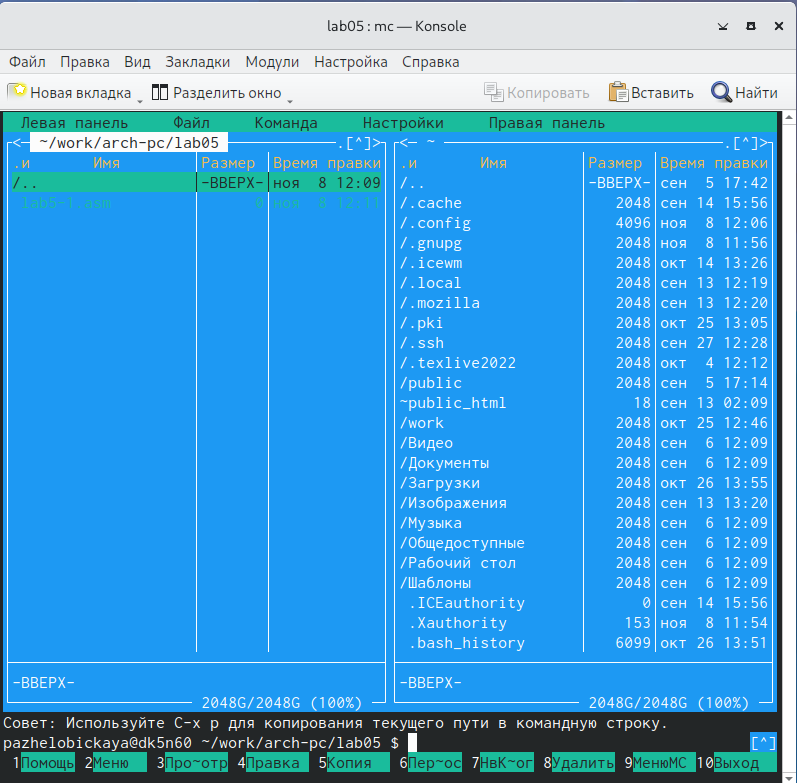 lab05 : mc — Konsole
Файл Правка Вид Закладки Модули Настройка Справка
Новая вкладка Разделить окно Копировать Вставить Найти
Левая панель Файл Команда Настройки Правая панель
<— ~/work/arch-pc/lab05 .[^]> <— ~ .[^]>
.и Имя Размер Время правки .и Имя Размер Время правки
/.. -ВВЕРХ- ноя 8 12:09 /.. -ВВЕРХ- сен 5 17:42
lab5-1.asm 0 ноя 8 12:11 /.cache 2048 сен 14 15:56
/.config 4096 ноя 8 12:06
/.gnupg 2048 ноя 8 11:56
/.icewm 2048 окт 14 13:26
/.local 2048 сен 13 12:19
/.mozilla 2048 сен 13 12:20
/.pki 2048 окт 25 13:05
/.ssh 2048 сен 27 12:28
/.texlive2022 2048 окт 4 12:12
/public 2048 сен 5 17:14
~public_html 18 сен 13 02:09
/work 2048 окт 25 12:46
/Видео 2048 сен 6 12:09
/Документы 2048 сен 6 12:09
/Загрузки 2048 окт 26 13:55
/Изображения 2048 сен 13 13:20
/Музыка 2048 сен 6 12:09
/Общедоступные 2048 сен 6 12:09
/Рабочий стол 2048 сен 6 12:09
/Шаблоны 2048 сен 6 12:09
.ICEauthority 0 сен 14 15:56
.Xauthority 153 ноя 8 11:54
.bash_history 6099 окт 26 13:51
-ВВЕРХ- -ВВЕРХ-
2048G/2048G (100%) 2048G/2048G (100%)
Совет: Используйте C-x p для копирования текущего пути в командную строку.
pazhelobickaya@dk5n60 ~/work/arch-pc/lab05 $ [^]
1Помощь 2Меню 3Про~отр 4Правка 5Копия 6Пер~ос 7НвК~ог 8Удалить 9МенюMC 10Выход